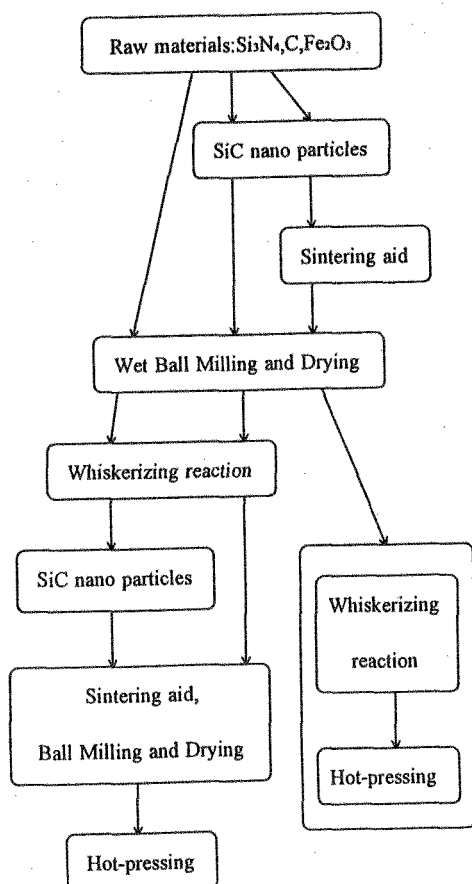 Raw materials:Si₃N₄,C,Fe₂O₃
SiC nano particles
Sintering aid
Wet Ball Milling and Drying
Whiskerizing reaction
SiC nano particles
Whiskerizing
reaction
Sintering aid,
Ball Milling and Drying
Hot-pressing
Hot-pressing